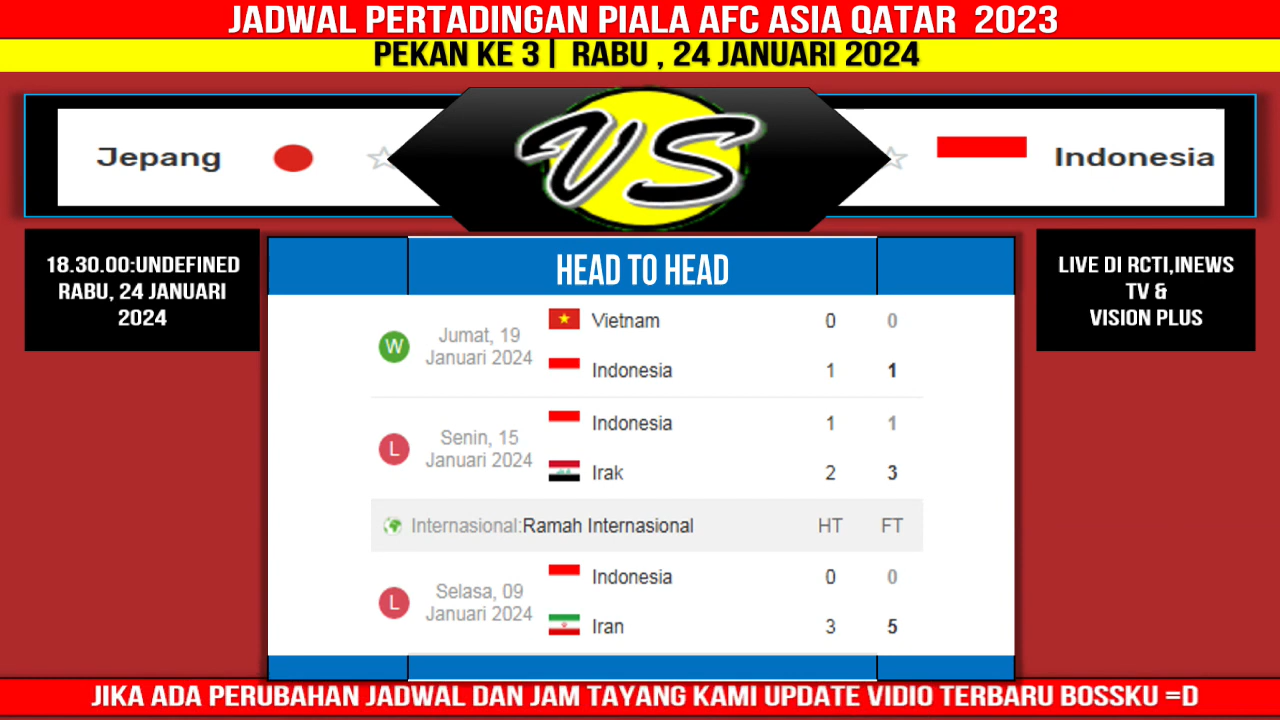 JADWAL PERTADINGAN PIALA AFC ASIA QATAR 2023
PEKAN KE 3 | RABU , 24 JANUARI 2024
Jepang
VS
Indonesia
18.30.00:UNDEFINED
RABU, 24 JANUARI
2024
HEAD TO HEAD
LIVE DI RCTI,INEWS
TV &
VISION PLUS
W
Jumat, 19
Januari 2024
Vietnam 0 0
Indonesia 1 1
L
Senin, 15
Januari 2024
Indonesia 1 1
Irak 2 3
Internasional:Ramah Internasional HT FT
L
Selasa, 09
Januari 2024
Indonesia 0 0
Iran 3 5
JIKA ADA PERUBAHAN JADWAL DAN JAM TAYANG KAMI UPDATE VIDIO TERBARU BOSSKU =D